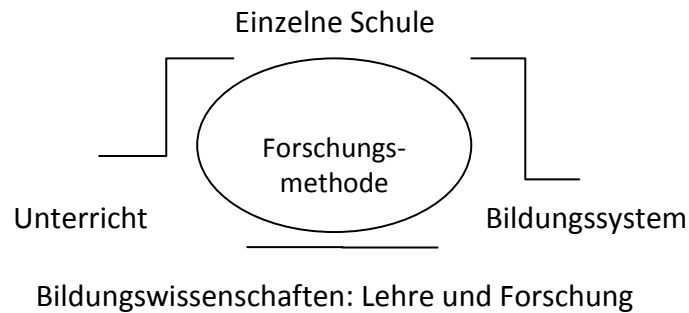 Einzelne Schule
Forschungs-
methode
Unterricht
Bildungssystem
Bildungswissenschaften: Lehre und Forschung